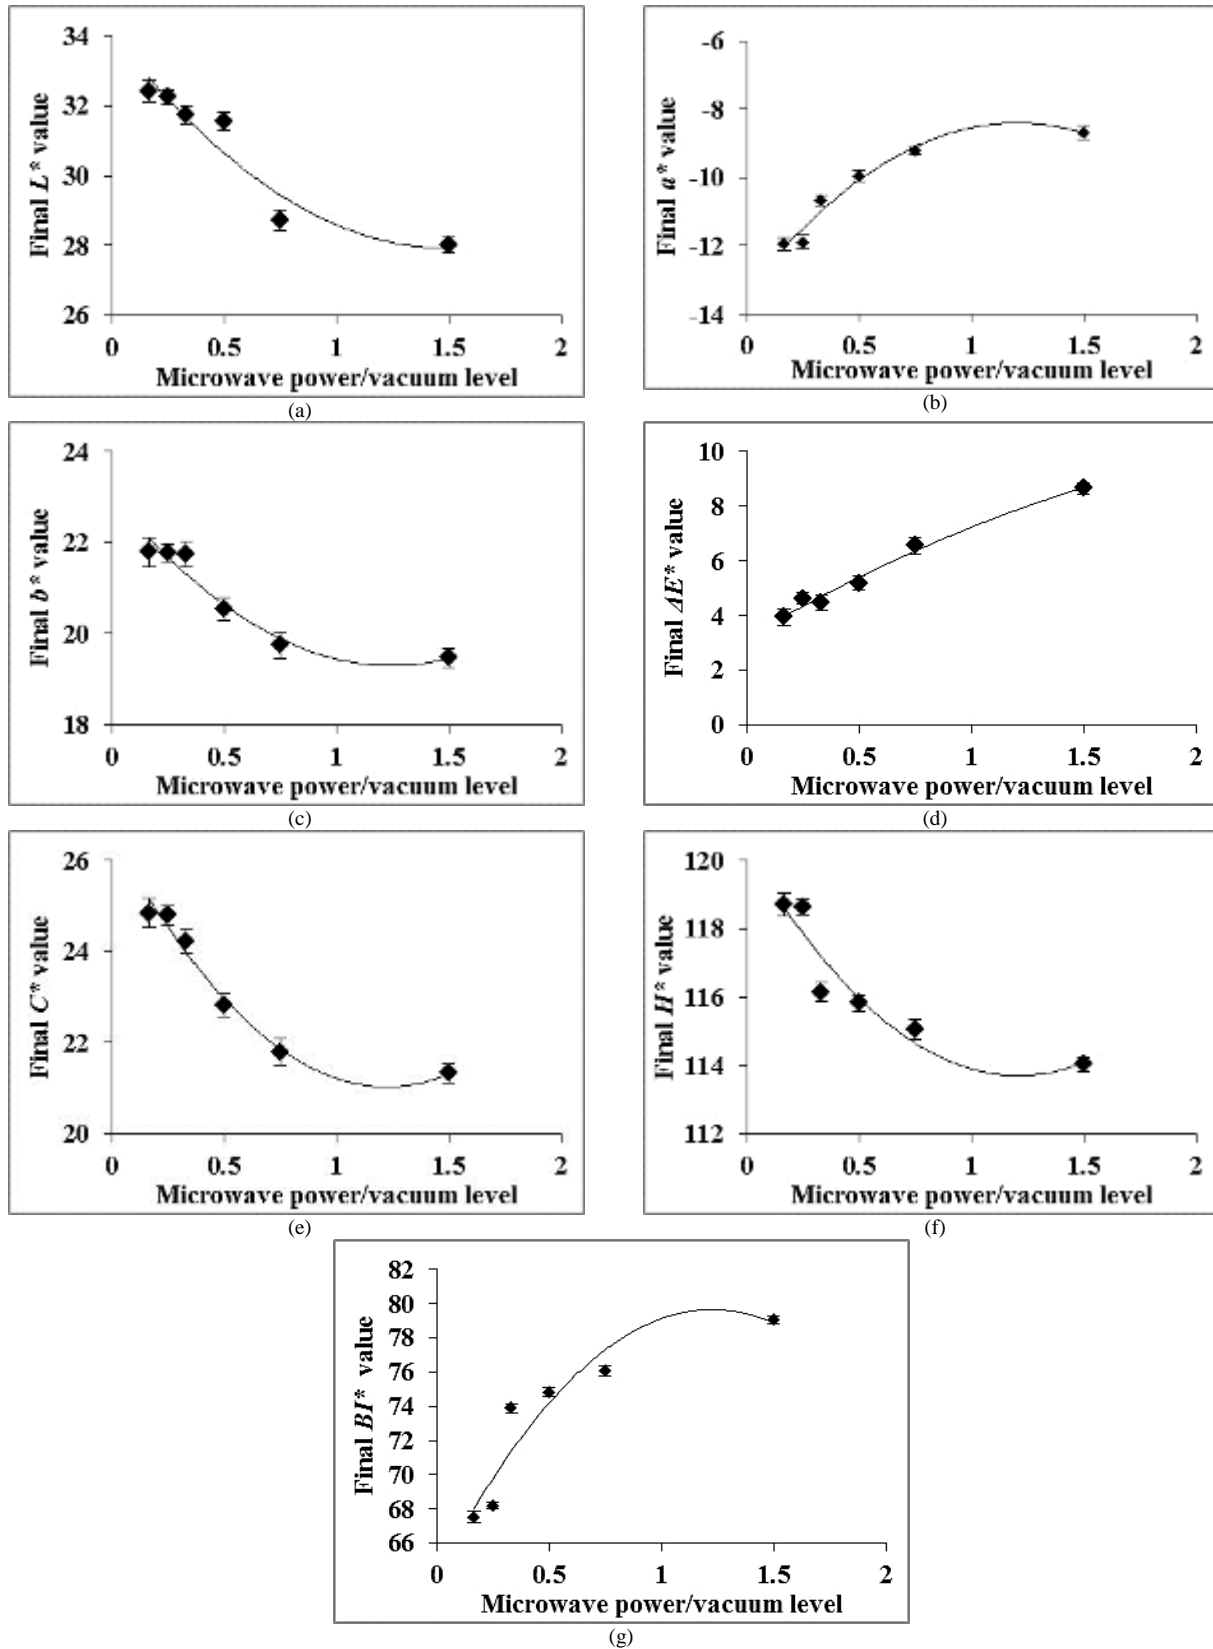 34
32
30
28
26
Final L* value
0 0.5 1 1.5 2
Microwave power/vacuum level
(a)
-6
-8
-10
-12
-14
Final a* value
0 0.5 1 1.5 2
Microwave power/vacuum level
(b)
24
22
20
18
Final b* value
0 0.5 1 1.5 2
Microwave power/vacuum level
(c)
10
8
6
4
2
0
Final ΔE* value
0 0.5 1 1.5 2
Microwave power/vacuum level
(d)
26
24
22
20
Final C* value
0 0.5 1 1.5 2
Microwave power/vacuum level
(e)
120
118
116
114
112
Final H* value
0 0.5 1 1.5 2
Microwave power/vacuum level
(f)
82
80
78
76
74
72
70
68
66
Final BI* value
0 0.5 1 1.5 2
Microwave power/vacuum level
(g)